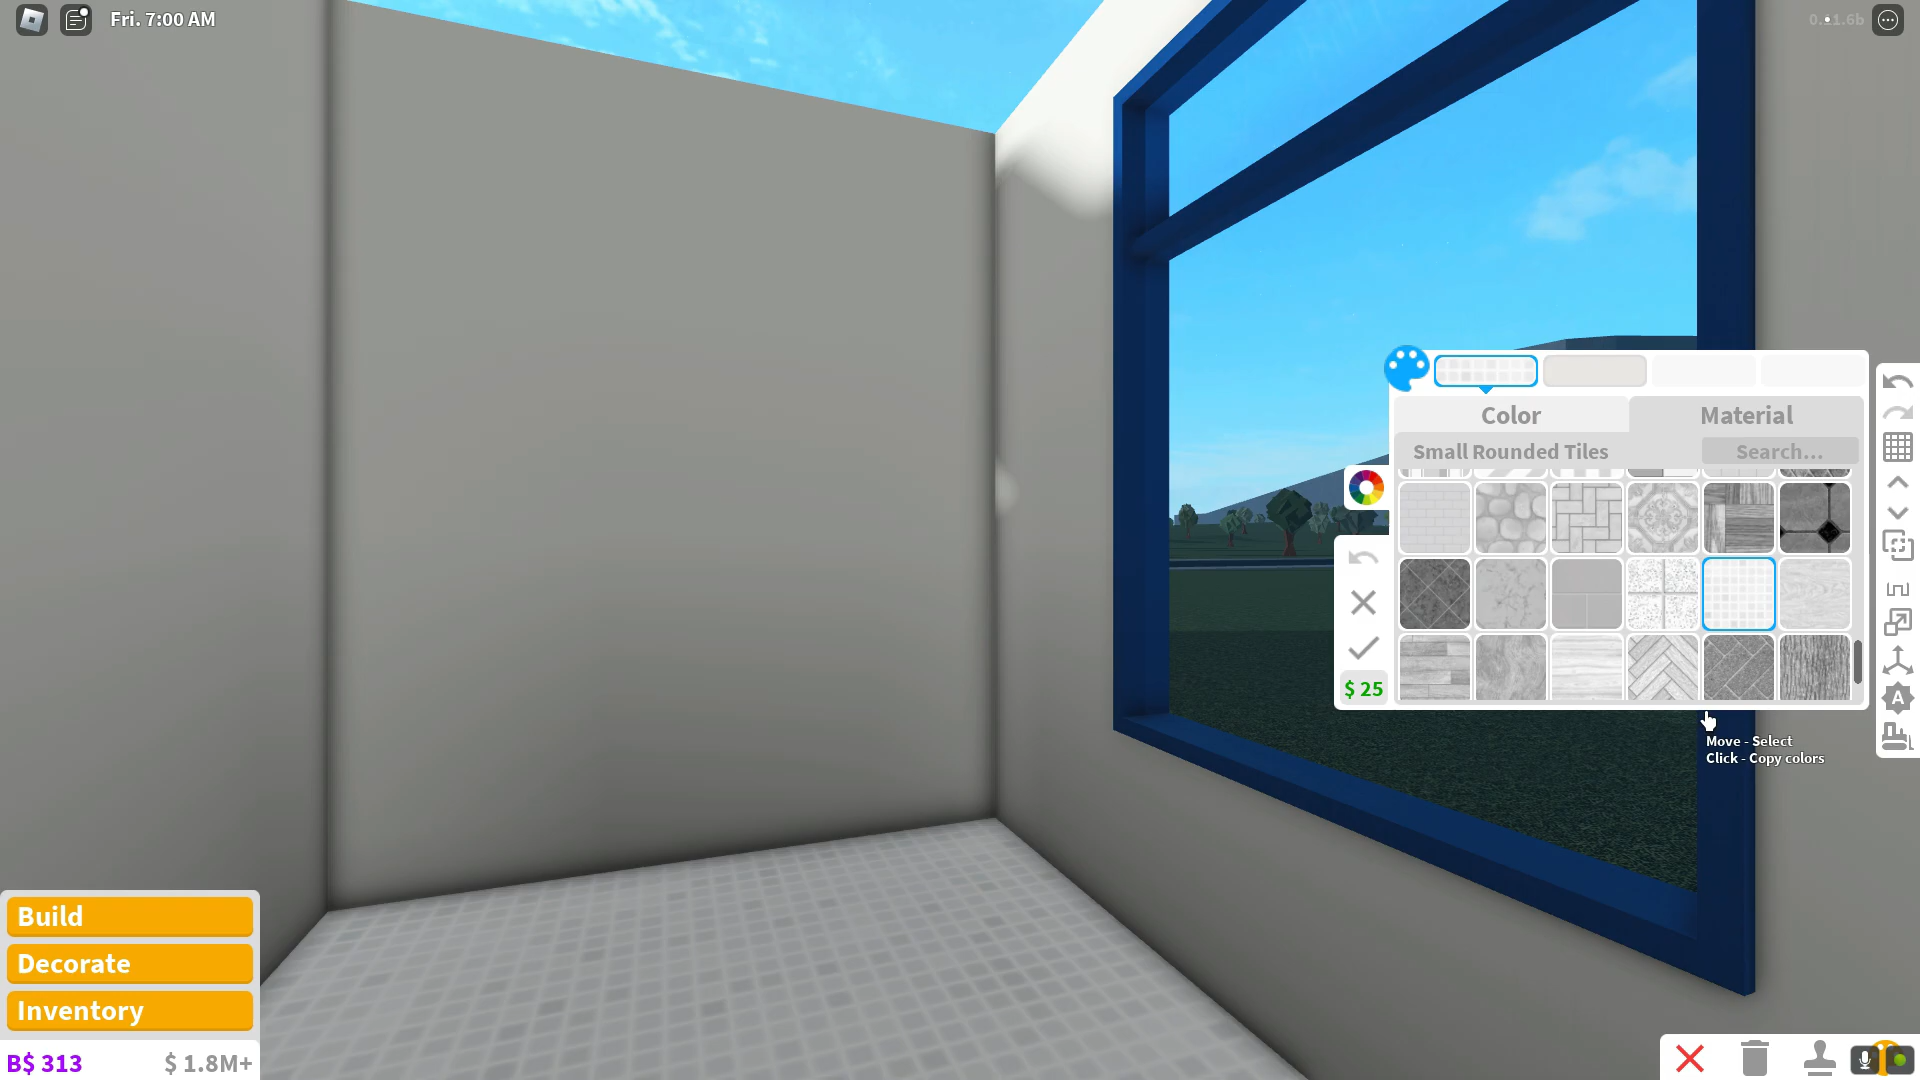 Fri. 7:00 AM
Color
Material
Small Rounded Tiles
Search...
$ 25
A
Move - Select
Click - Copy colors
Build
Decorate
Inventory
B$ 313
$ 1.8M+